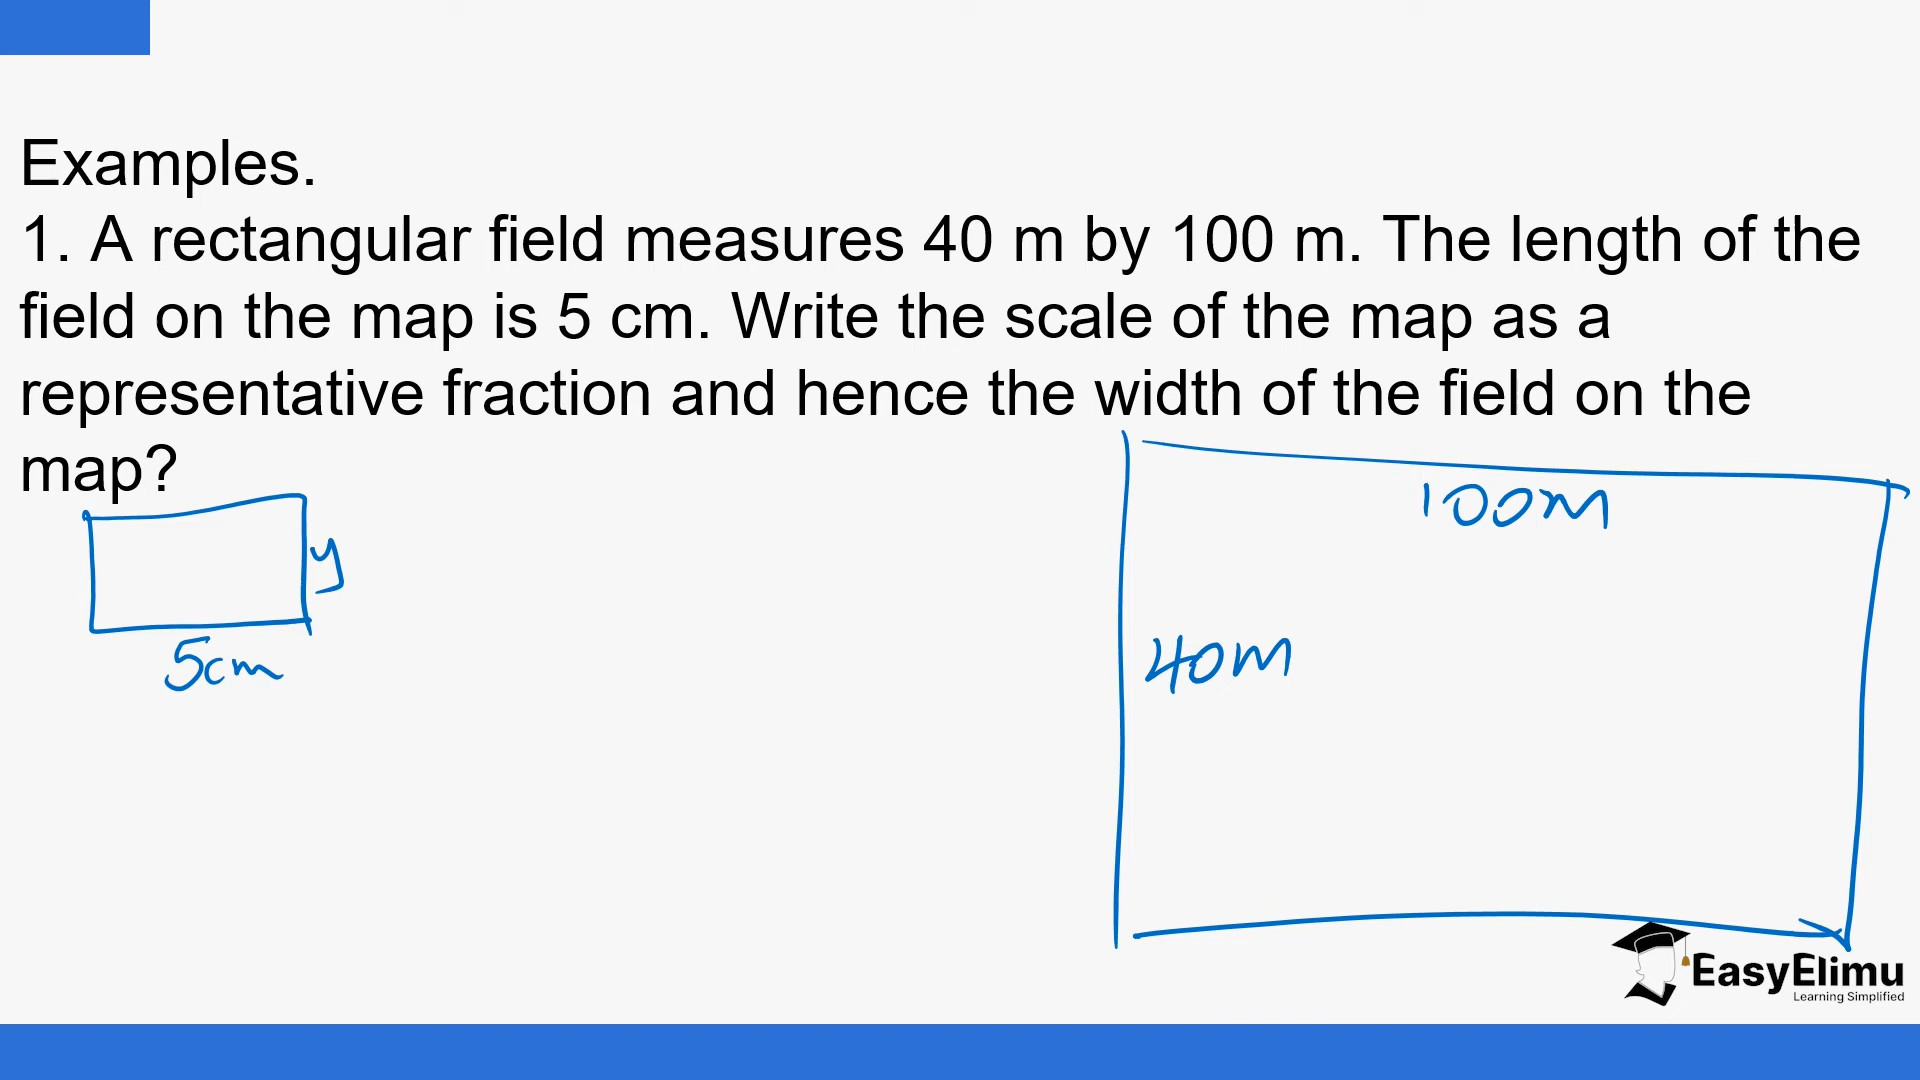 Examples.
1. A rectangular field measures 40 m by 100 m. The length of the
field on the map is 5 cm. Write the scale of the map as a
representative fraction and hence the width of the field on the
map?
100m
y
40m
5cm
EasyElimu
Learning Simplified